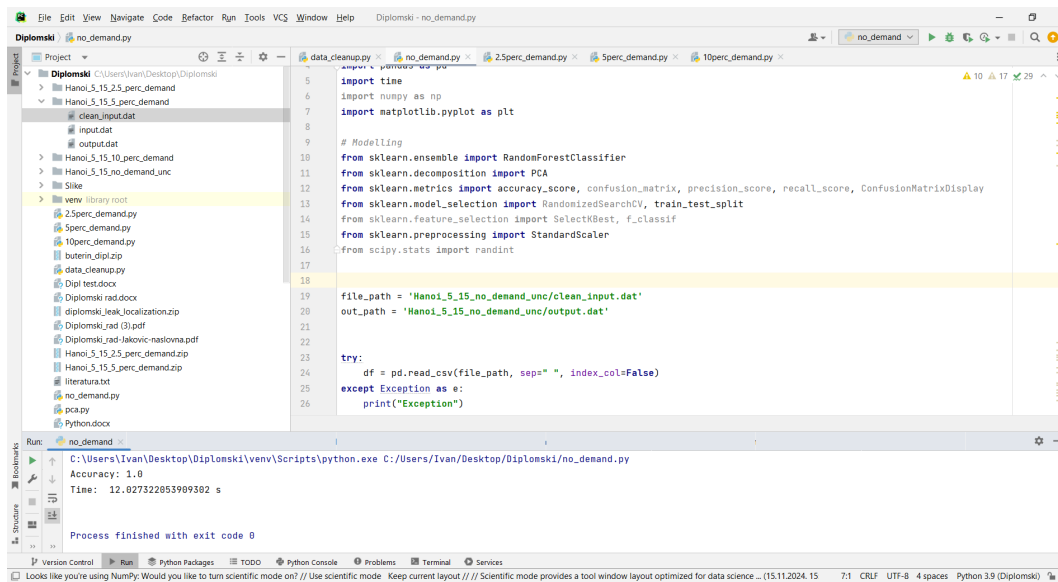 File Edit View Navigate Code Refactor Run Tools VCS Window Help Diplomski - no_demand.py
Diplomski no_demand.py no_demand
Project
data_cleanup.py no_demand.py 2.5perc_demand.py 5perc_demand.py 10perc_demand.py
Project
Diplomski C:\Users\Ivan\Desktop\Diplomski
Hanoi_5_15_2.5_perc_demand
Hanoi_5_15_5_perc_demand
clean_input.dat
input.dat
output.dat
Hanoi_5_15_10_perc_demand
Hanoi_5_15_no_demand_unc
Slike
venv library root
2.5perc_demand.py
5perc_demand.py
10perc_demand.py
buterin_dipl.zip
data_cleanup.py
Dipl test.docx
Diplomski rad.docx
diplomski_leak_localization.zip
Diplomski_rad (3).pdf
Diplomski_rad-Jakovic-naslovna.pdf
Hanoi_5_15_2.5_perc_demand.zip
Hanoi_5_15_5_perc_demand.zip
literatura.txt
no_demand.py
pca.py
Python.docx
10 17 29
4 import pandas as pd
5 import time
6 import numpy as np
7 import matplotlib.pyplot as plt
8
9 # Modelling
10 from sklearn.ensemble import RandomForestClassifier
11 from sklearn.decomposition import PCA
12 from sklearn.metrics import accuracy_score, confusion_matrix, precision_score, recall_score, ConfusionMatrixDisplay
13 from sklearn.model_selection import RandomizedSearchCV, train_test_split
14 from sklearn.feature_selection import SelectKBest, f_classif
15 from sklearn.preprocessing import StandardScaler
16 from scipy.stats import randint
17
18
19 file_path = 'Hanoi_5_15_no_demand_unc/clean_input.dat'
20 out_path = 'Hanoi_5_15_no_demand_unc/output.dat'
21
22
23 try:
24 df = pd.read_csv(file_path, sep=" ", index_col=False)
25 except Exception as e:
26 print("Exception")
Run: no_demand
Bookmarks
Structure
C:\Users\Ivan\Desktop\Diplomski\venv\Scripts\python.exe C:/Users/Ivan/Desktop/Diplomski/no_demand.py
Accuracy: 1.0
Time: 12.027322053909302 s
Process finished with exit code 0
Version Control Run Python Packages TODO Python Console Problems Terminal Services
Looks like you're using NumPy: Would you like to turn scientific mode on? // Use scientific mode Keep current layout // // Scientific mode provides a tool window layout optimized for data science ... (15.11.2024. 15 7:1 CRLF UTF-8 4 spaces Python 3.9 (Diplomski)